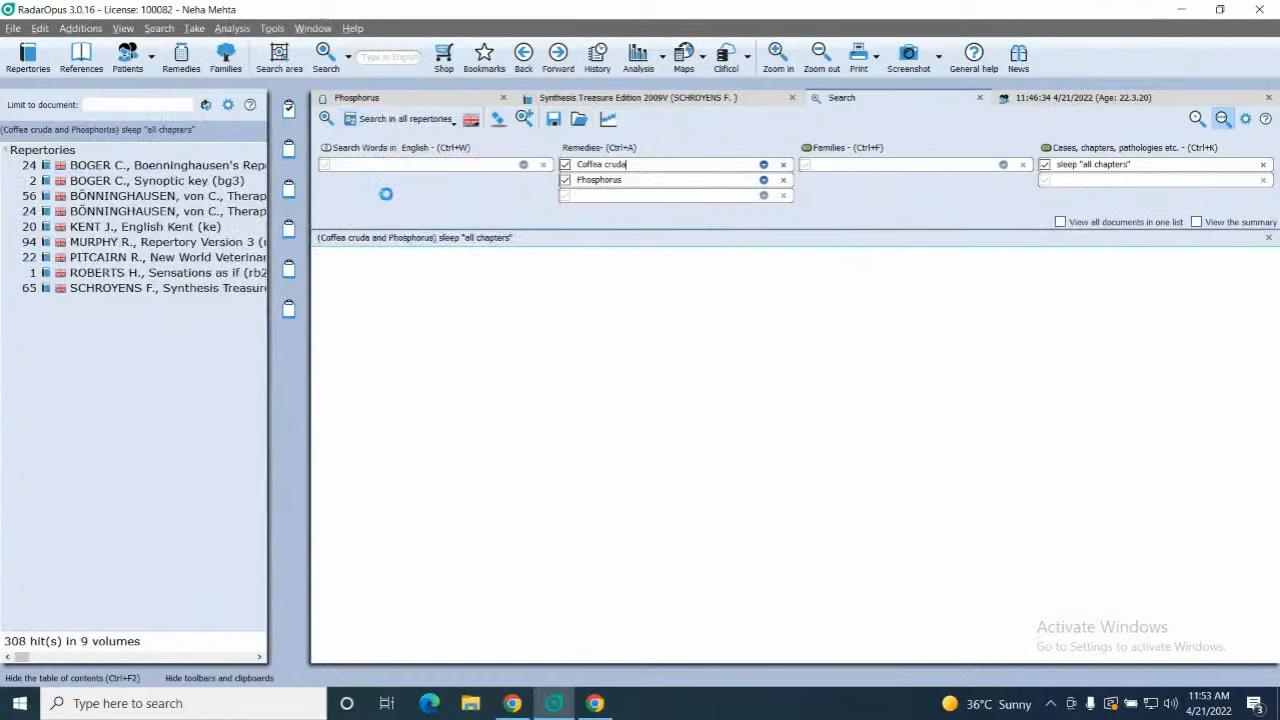 RadarOpus 3.0.16 - License: 100082 - Neha Mehta
File Edit Additions View Search Take Analysis Tools Window Help
Repertories References Patients Remedies Families Search area Search Type in English Shop Bookmarks Back Forward History Analysis Maps Clificol Zoom in Zoom out Print Screenshot General help News
Limit to document:
Phosphorus Synthesis Treasure Edition 2009V (SCHROYENS F. ) Search 11:46:34 4/21/2022 (Age: 22.3.20)
Search in all repertories
(Coffea cruda and Phosphorus) sleep "all chapters"
Search Words in English - (Ctrl+W) Remedies- (Ctrl+A) Families - (Ctrl+F) Cases, chapters, pathologies etc. - (Ctrl+K)
Coffea cruda sleep "all chapters"
Phosphorus
View all documents in one list View the summary
(Coffea cruda and Phosphorus) sleep "all chapters"
Repertories
24 BOGER C., Boenninghausen's Rep
2 BOGER C., Synoptic key (bg3)
56 BÖNNINGHAUSEN, von C., Therap
24 BÖNNINGHAUSEN, von C., Therap
20 KENT J., English Kent (ke)
94 MURPHY R., Repertory Version 3 (r
22 PITCAIRN R., New World Veterinar
1 ROBERTS H., Sensations as if (rb2
65 SCHROYENS F., Synthesis Treasure
308 hit(s) in 9 volumes
Activate Windows
Go to Settings to activate Windows.
Hide the table of contents (Ctrl+F2) Hide toolbars and clipboards
Type here to search
36°C Sunny
11:53 AM
4/21/2022
3